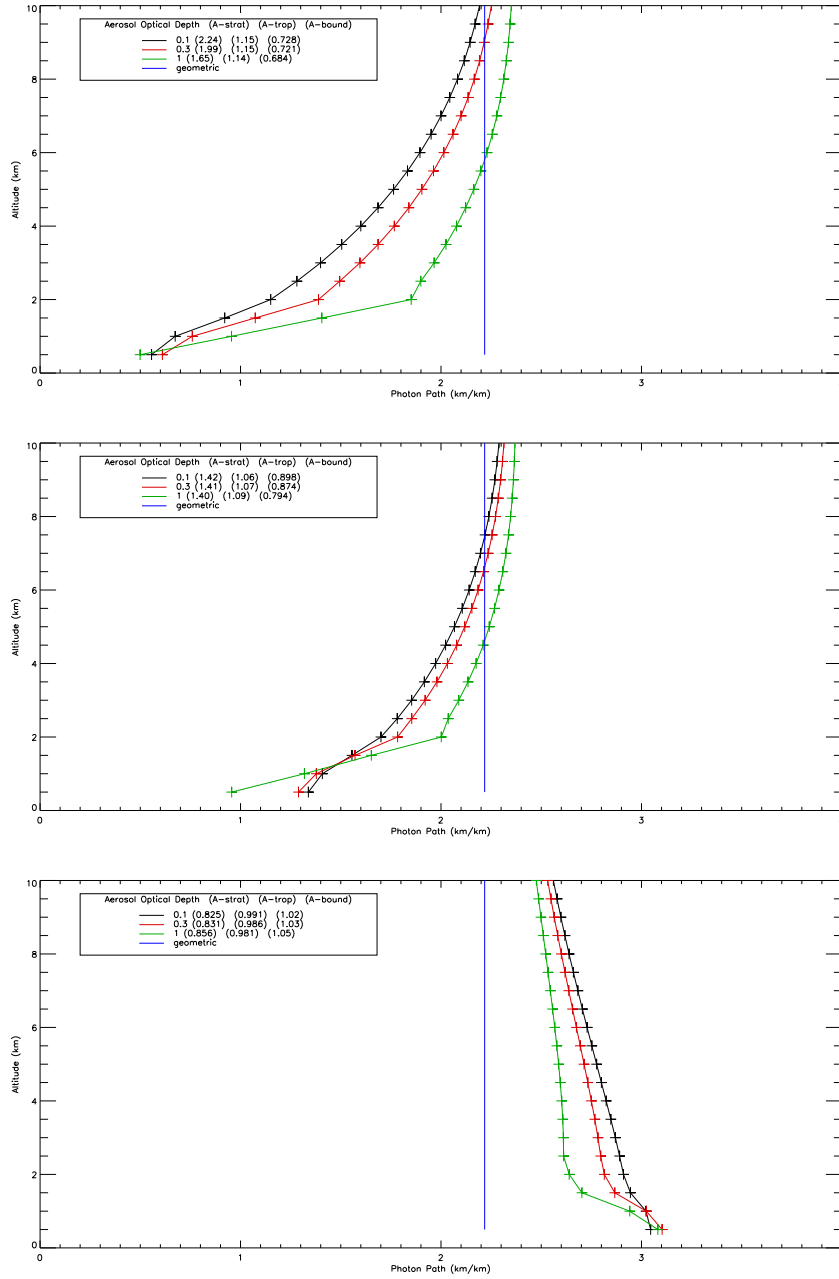 10
Aerosol Optical Depth (A-strat) (A-trop) (A-bound)
0.1 (2.24) (1.15) (0.728)
0.3 (1.99) (1.15) (0.721)
1 (1.65) (1.14) (0.684)
geometric
8
6
Altitude (km)
4
2
0
0 1 2 3
Photon Path (km/km)
10
Aerosol Optical Depth (A-strat) (A-trop) (A-bound)
0.1 (1.42) (1.06) (0.898)
0.3 (1.41) (1.07) (0.874)
1 (1.40) (1.09) (0.794)
geometric
8
6
Altitude (km)
4
2
0
0 1 2 3
Photon Path (km/km)
10
Aerosol Optical Depth (A-strat) (A-trop) (A-bound)
0.1 (0.825) (0.991) (1.02)
0.3 (0.831) (0.986) (1.03)
1 (0.856) (0.981) (1.05)
geometric
8
6
Altitude (km)
4
2
0
0 1 2 3
Photon Path (km/km)